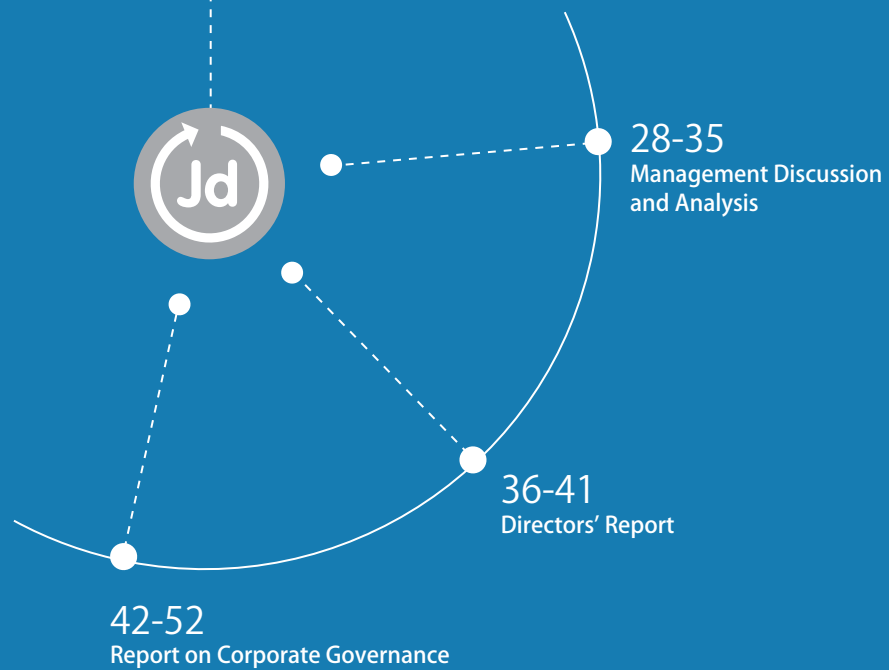 Jd
28-35
Management Discussion
and Analysis
36-41
Directors’ Report
42-52
Report on Corporate Governance